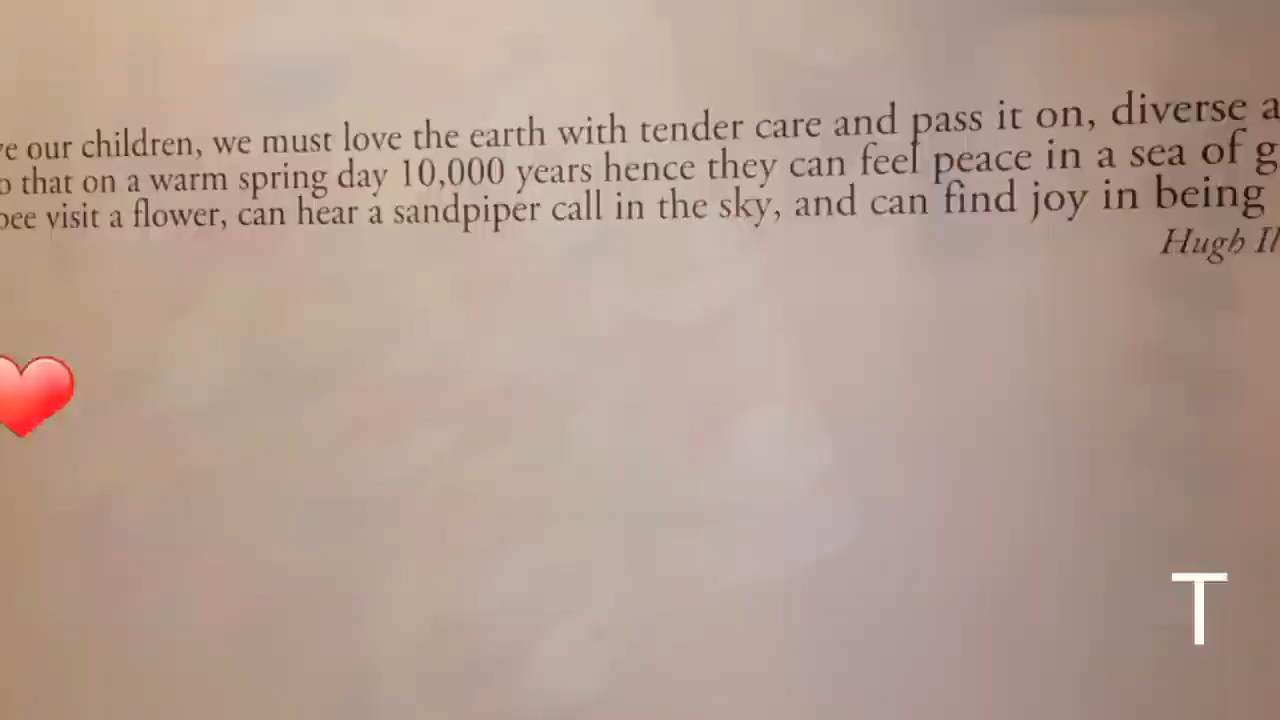 our children, we must love the earth with tender care and pass it on, diverse
that on a warm spring day 10,000 years hence they can feel peace in a sea of
visit a flower, can hear a sandpiper call in the sky, and can find joy in being
Hugh
T